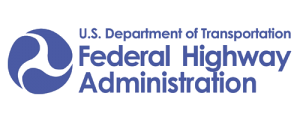 U.S. Department of Transportation
Federal Highway
Administration